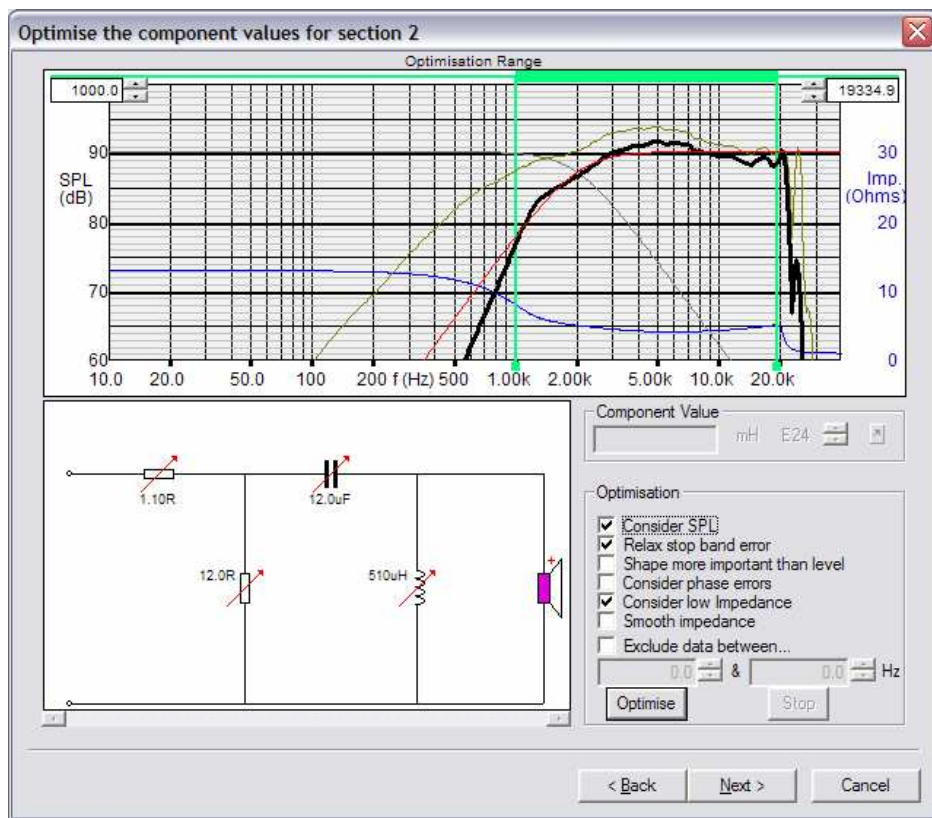 Optimise the component values for section 2
Optimisation Range
1000.0
19334.9
90
80
70
60
SPL
(dB)
30
20
10
0
Imp.
(Ohms)
10.0 20.0 50.0 100 200 f (Hz) 500 1.00k 2.00k 5.00k 10.0k 20.0k
1.10R
12.0uF
12.0R
510uH
+
Component Value
mH E24
Optimisation
Consider SPL
Relax stop band error
Shape more important than level
Consider phase errors
Consider low Impedance
Smooth impedance
Exclude data between...
0.0 & 0.0 Hz
Optimise Stop
< Back Next > Cancel